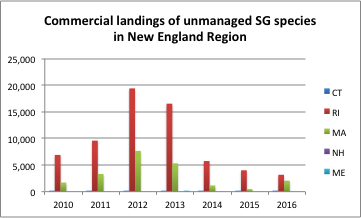 Commercial landings of unmanaged SG species
in New England Region
25,000
20,000
15,000
10,000
5,000
0
2010 2011 2012 2013 2014 2015 2016
CT
RI
MA
NH
ME